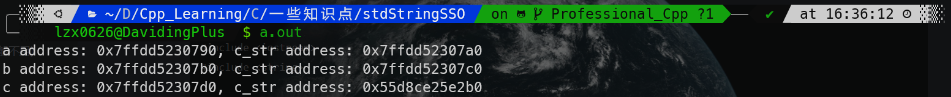 ~/D/Cpp_Learning/C/一些知识点/stdStringSSO on Professional_Cpp ?1 ✔ at 16:36:12
lzx0626@DavidingPlus $ a.out
a address: 0x7ffdd5230790, c_str address: 0x7ffdd52307a0
b address: 0x7ffdd52307b0, c_str address: 0x7ffdd52307c0
c address: 0x7ffdd52307d0, c_str address: 0x55d8ce25e2b0